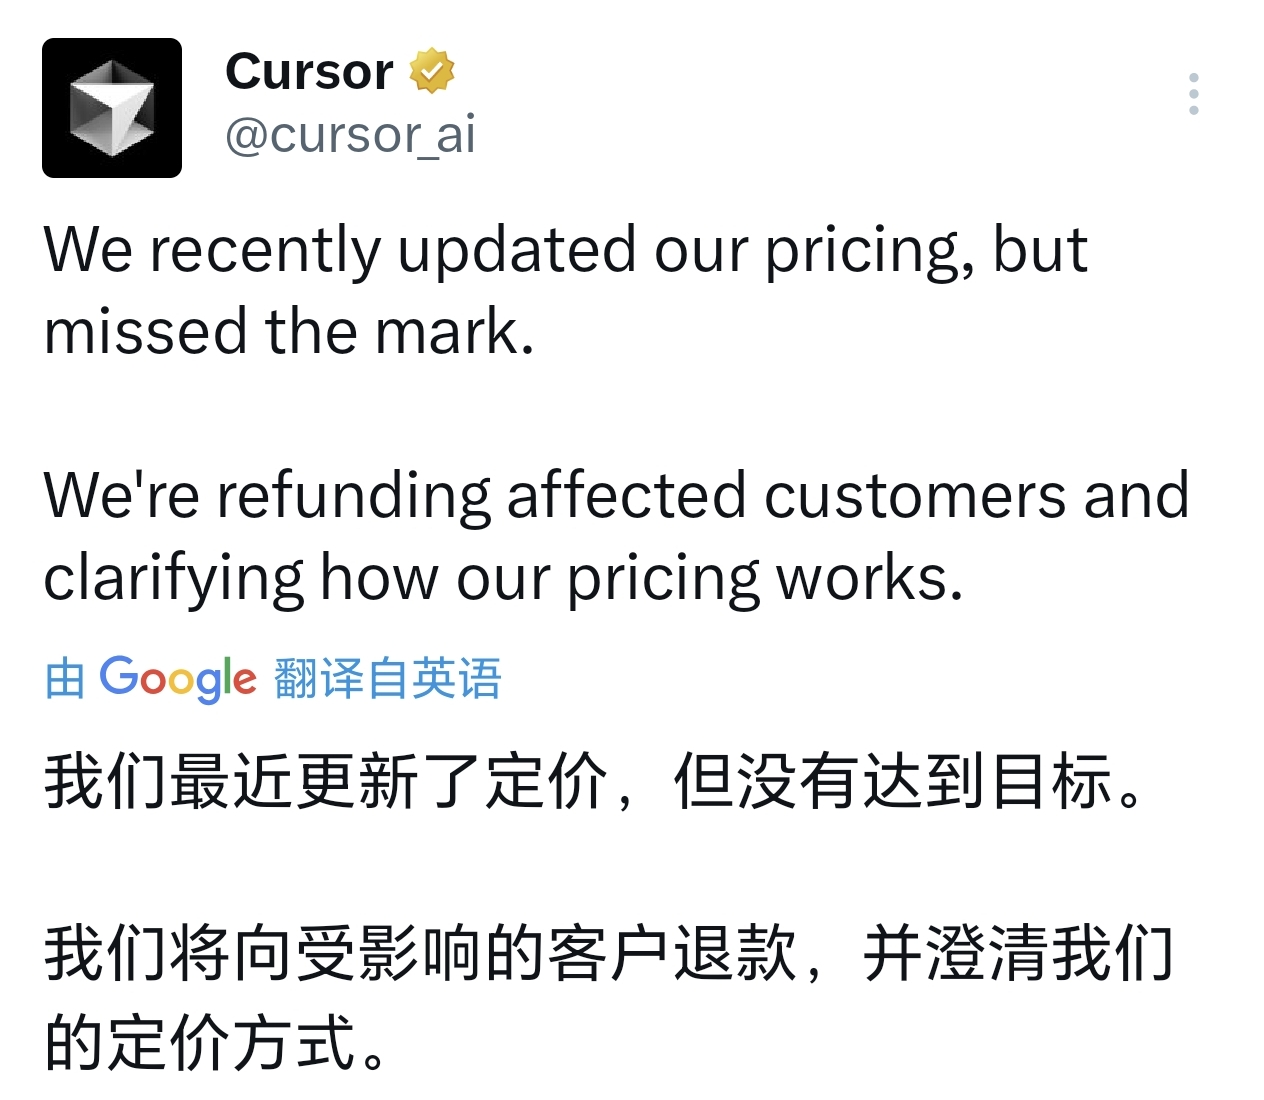 Cursor
@cursor_ai
We recently updated our pricing, but
missed the mark.
We're refunding affected customers and
clarifying how our pricing works.
由 Google 翻译自英语
我们最近更新了定价，但没有达到目标。
我们将向受影响的客户退款，并澄清我们
的定价方式。